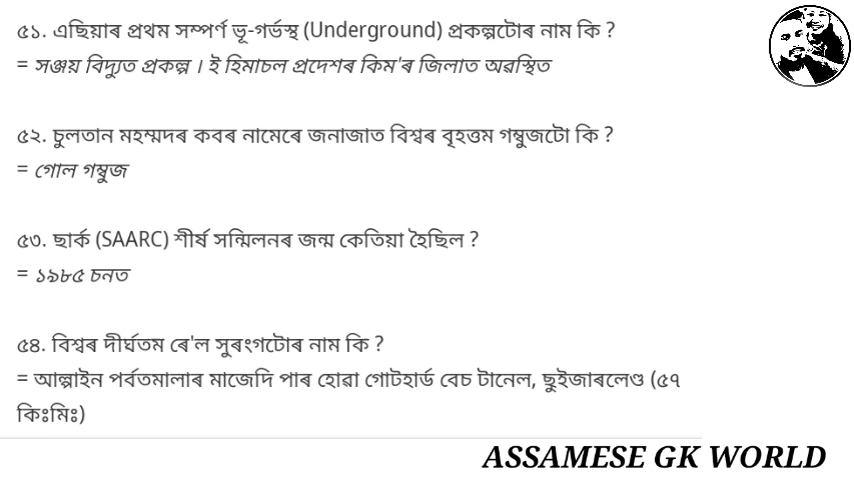 ৫১. এছিয়াৰ প্ৰথম সম্পৰ্ণ ভূ-গৰ্ভস্থ (Underground) প্ৰকল্পটোৰ নাম কি ?
= সঞ্জয় বিদ্যুত প্ৰকল্প । ই হিমাচল প্ৰদেশৰ কিম'ৰ জিলাত অৱস্থিত
৫২. চুলতান মহম্মদৰ কবৰ নামেৰে জনাজাত বিশ্বৰ বৃহত্তম গম্বুজটো কি ?
= গোল গম্বুজ
৫৩. ছাৰ্ক (SAARC) শীৰ্ষ সন্মিলনৰ জন্ম কেতিয়া হৈছিল ?
= ১৯৮৫ চনত
৫৪. বিশ্বৰ দীৰ্ঘতম ৰে'ল সুৰংগটোৰ নাম কি ?
= আল্পাইন পৰ্বতমালাৰ মাজেদি পাৰ হোৱা গোটহাৰ্ড বেচ টানেল, ছুইজাৰলেণ্ড (৫৭
কিঃমিঃ)
ASSAMESE GK WORLD